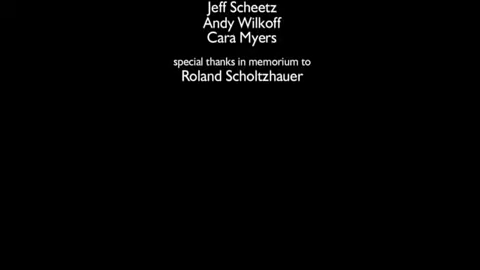 Jeff Scheetz
Andy Wilkoff
Cara Myers
special thanks in memorium to
Roland Scholtzhauer